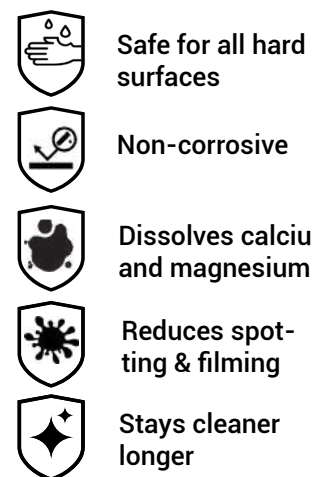 Safe for all hard
surfaces
Non-corrosive
Dissolves calciu
and magnesium
Reduces spot-
ting & filming
Stays cleaner
longer